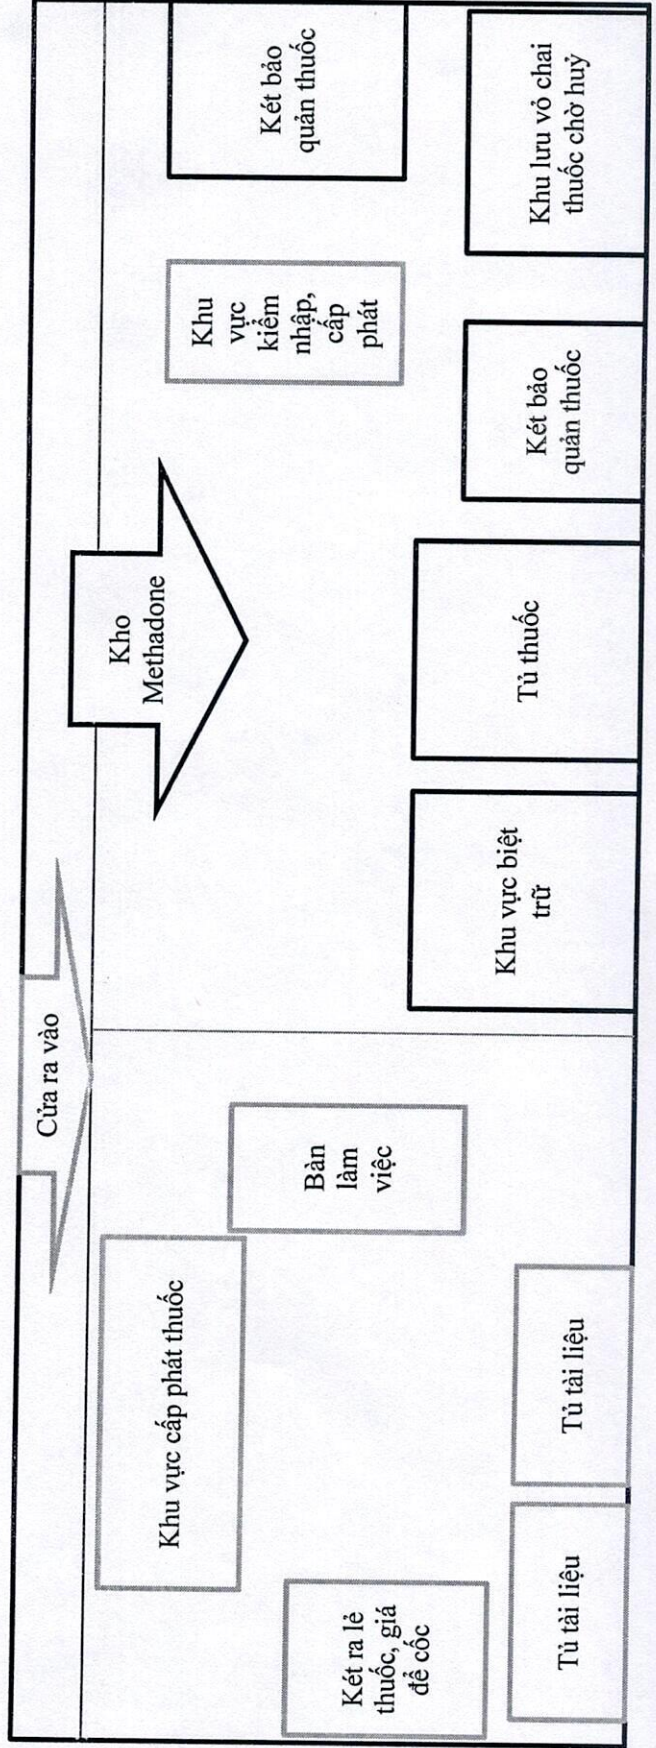 Cửa ra vào
Kho
Methadone
Khu vực cấp phát thuốc
Bàn
làm
việc
Két ra lẻ
thuốc, giá
để cốc
Tủ tài liệu
Tủ tài liệu
Khu vực biệt
trữ
Tủ thuốc
Két bảo
quản thuốc
Khu
vực
kiểm
nhập,
cấp
phát
Két bảo
quản thuốc
Khu lưu vỏ chai
thuốc chờ huỷ